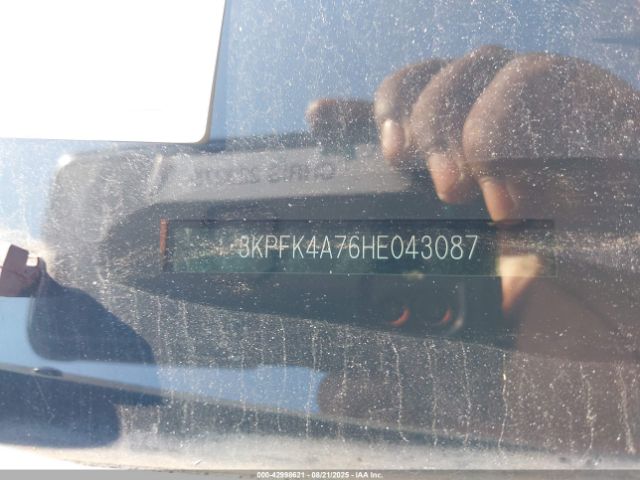 3KPFK4A76HE043087
000-42998621 - 08/21/2025 - IAA Inc.